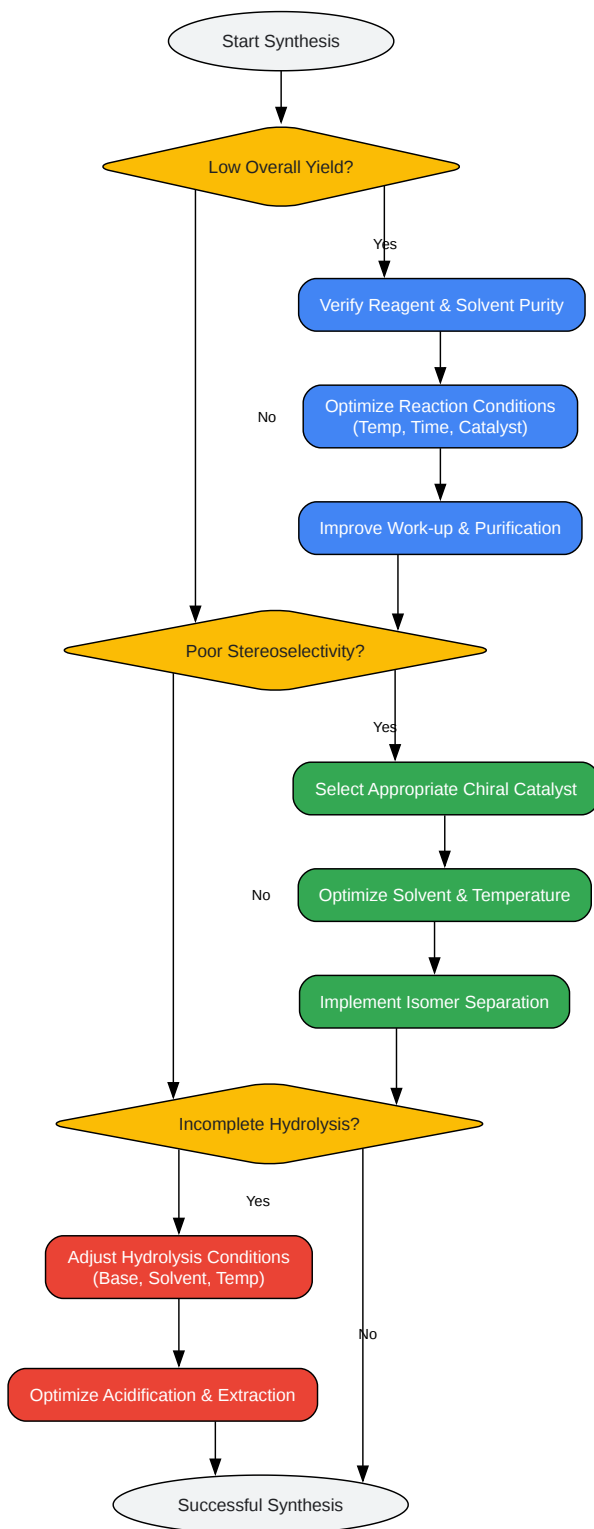 Start Synthesis
Low Overall Yield?
Yes
Verify Reagent & Solvent Purity
Optimize Reaction Conditions
(Temp, Time, Catalyst)
No
Improve Work-up & Purification
Poor Stereoselectivity?
Yes
Select Appropriate Chiral Catalyst
Optimize Solvent & Temperature
No
Implement Isomer Separation
Incomplete Hydrolysis?
Yes
Adjust Hydrolysis Conditions
(Base, Solvent, Temp)
No
Optimize Acidification & Extraction
Successful Synthesis